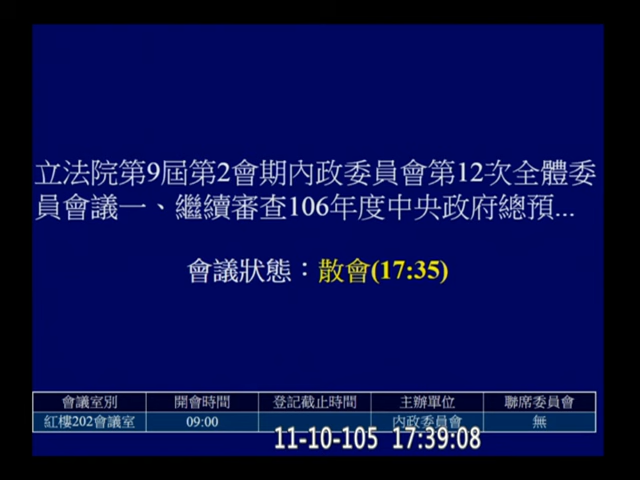 立法院第9屆第2會期內政委員會第12次全體委
員會議一、繼續審查106年度中央政府總預...
會議狀態：散會(17:35)
會議室別 開會時間 登記截止時間 主辦單位 聯席委員會
紅樓202會議室 09:00 內政委員會 無
11-10-105 17:39:08